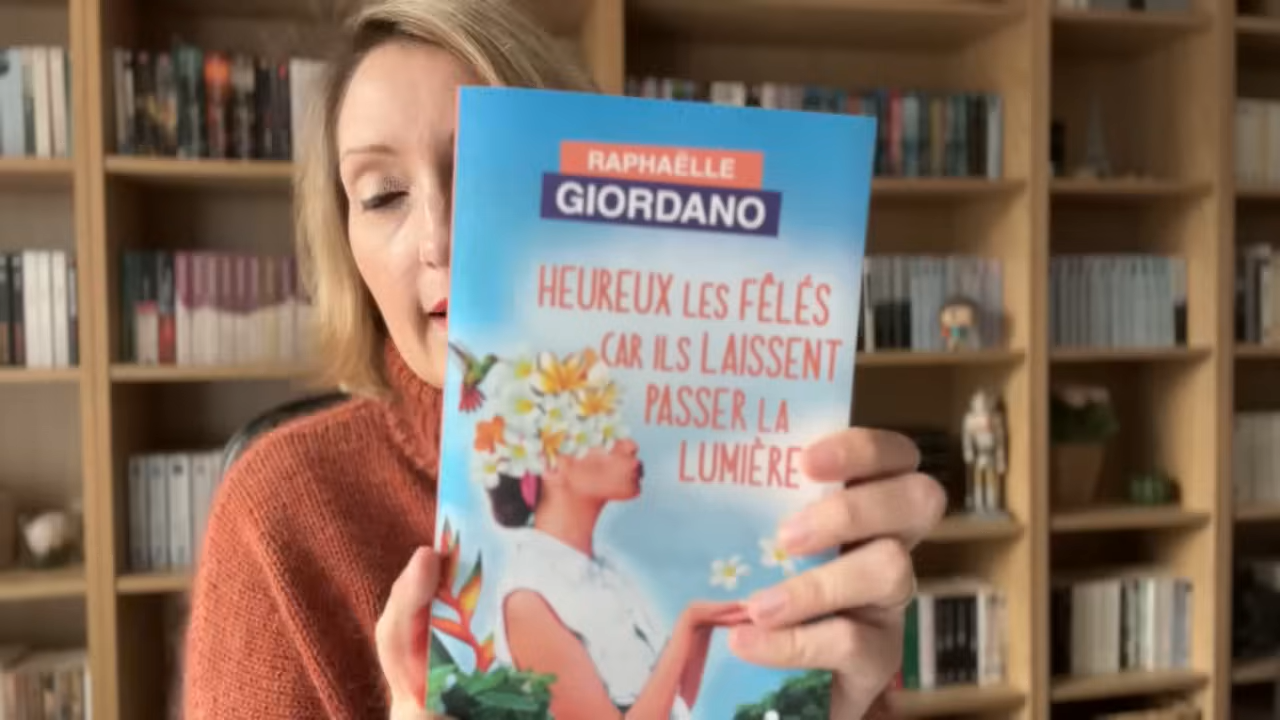 RAPHAËLLE
GIORDANO
HEUREUX LES FÊLÉS
CAR ILS LAISSENT
PASSER LA
LUMIÈRE